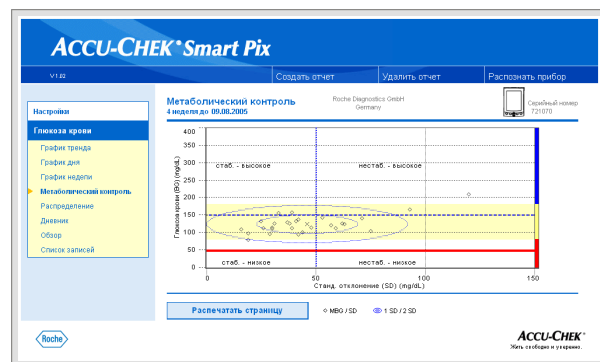 ACCU-CHEK® Smart Pix
V 1.02
Создать отчет
Удалить отчет
Распознать прибор
Настройки
Глюкоза крови
График тренда
График дня
График недели
Метаболический контроль
Распределение
Дневник
Обзор
Список записей
Метаболический контроль
4 неделя до 09.08.2005
Roche Diagnostics GmbH
Germany
Серийный номер
721070
Глюкоза крови (BG) (mg/dL)
400
350
300
250
200
150
100
50
0
стаб. - высокое
нестаб. - высокое
стаб. - низкое
нестаб. - низкое
0
50
100
150
Станд. отклонение (SD) (mg/dL)
Распечатать страницу
MBG / SD
1 SD / 2 SD
Roche
ACCU-CHEK®
Жить свободно и уверенно.